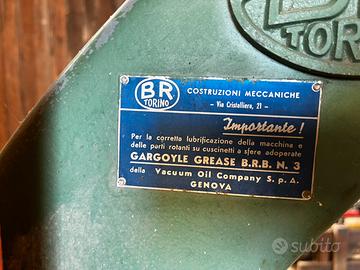 TORINO
BR
TORINO
COSTRUZIONI MECCANICHE
- Via Cristalliera, 21 -
Importante!
Per la corretta lubrificazione della macchina e
delle parti rotanti su cuscinetti a sfere adoperate
GARGOYLE GREASE B.R.B. N. 3
della Vacuum Oil Company S.p.A.
GENOVA
subito